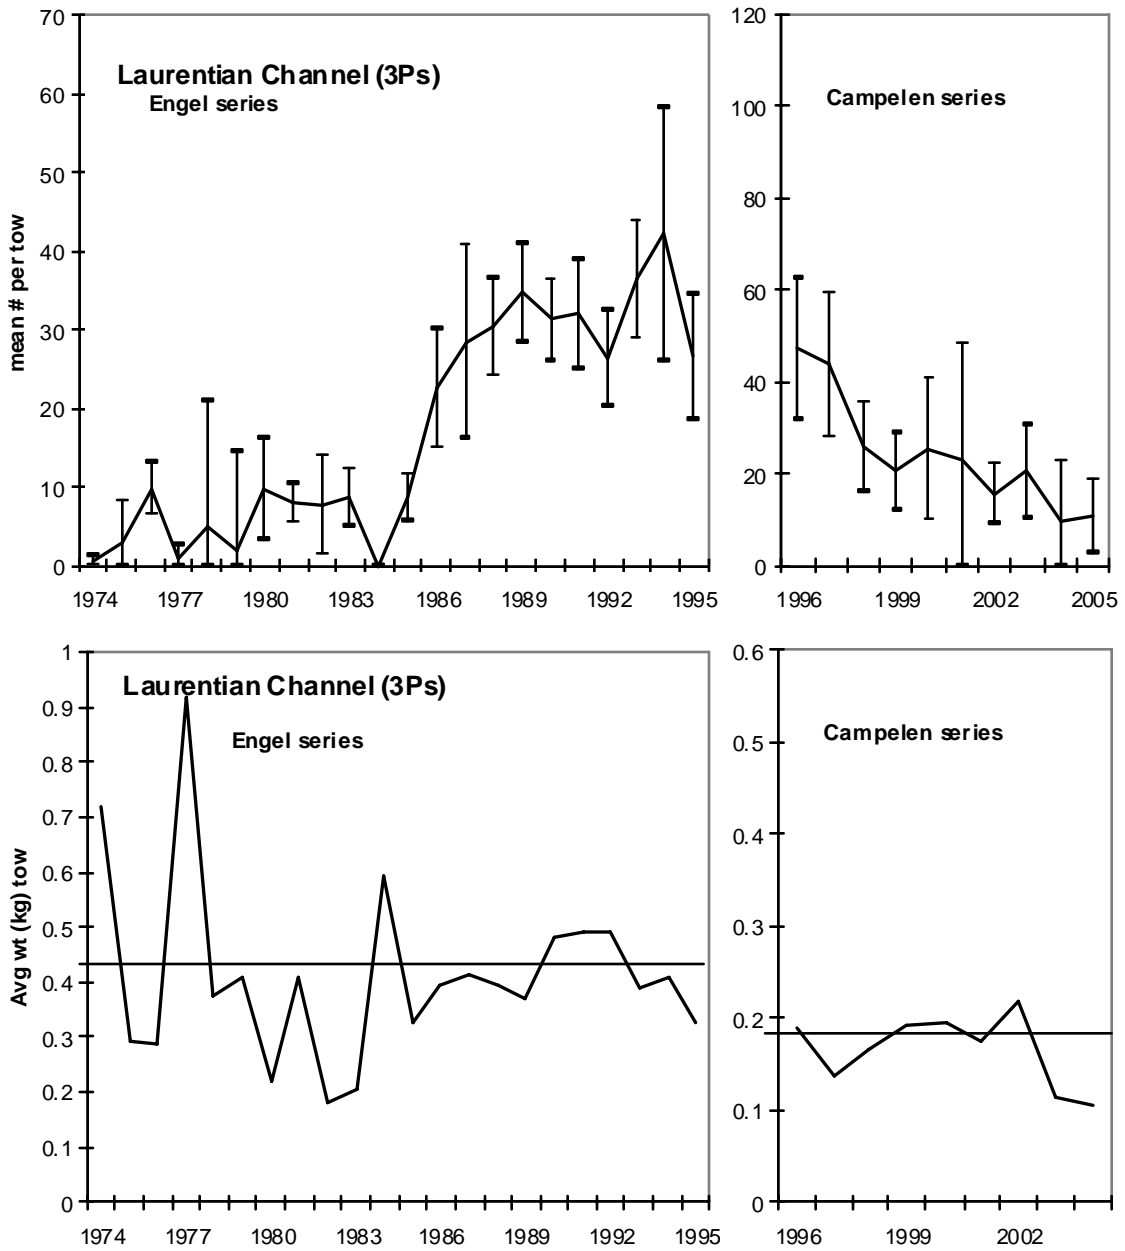 Laurentian Channel (3Ps)
Engel series
mean # per tow
70
60
50
40
30
20
10
0
1974 1977 1980 1983 1986 1989 1992 1995
Campelen series
120
100
80
60
40
20
0
1996 1999 2002 2005
Laurentian Channel (3Ps)
Engel series
Avg wt (kg) tow
1
0.9
0.8
0.7
0.6
0.5
0.4
0.3
0.2
0.1
0
1974 1977 1980 1983 1986 1989 1992 1995
Campelen series
0.6
0.5
0.4
0.3
0.2
0.1
0
1996 1999 2002